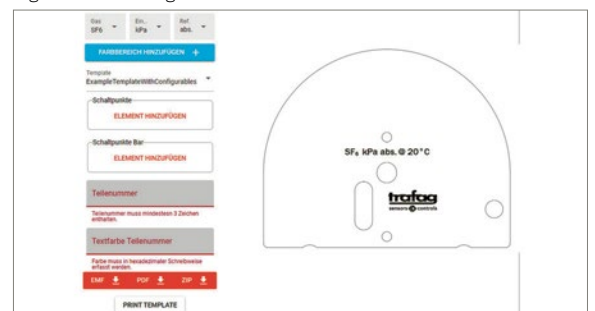 Gas
SF6
Ein...
kPa
Ref.
abs.
FARBBEREICH HINZUFÜGEN +
Template
ExampleTemplateWithConfigurables
Schaltpunkte
ELEMENT HINZUFÜGEN
Schaltpunkte Bar
ELEMENT HINZUFÜGEN
Teilenummer
Teilenummer muss mindesteln 3 Zeichen
enthalten.
Textfarbe Teilenummer
Farbe muss in hexadezimaler Schreibweise
erfasst werden.
EMF
PDF
ZIP
PRINT TEMPLATE
SF₆ kPa abs. @ 20°C
trafag
sensors & controls